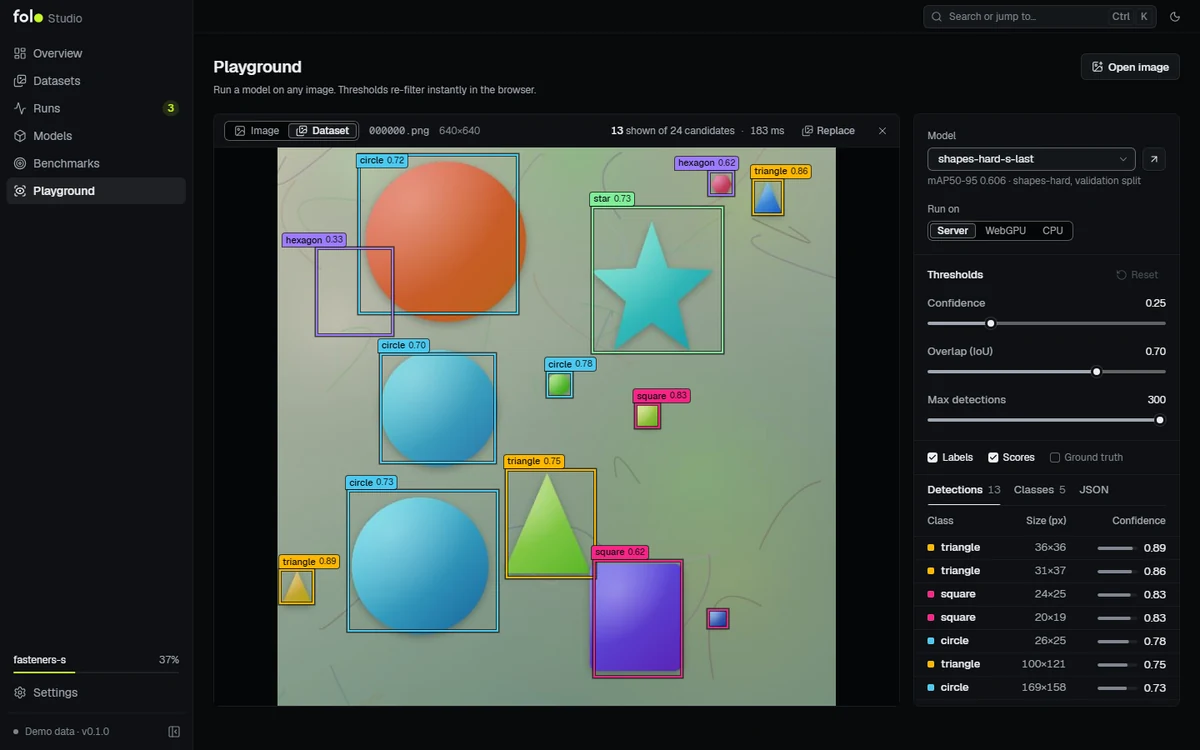 folo Studio
Search or jump to... Ctrl K
Overview
Datasets
Runs 3
Models
Benchmarks
Playground
Playground
Run a model on any image. Thresholds re-filter instantly in the browser.
Open image
Image Dataset 000000.png 640×640 13 shown of 24 candidates · 183 ms Replace
circle 0.72
hexagon 0.62
triangle 0.86
star 0.73
hexagon 0.33
circle 0.70
circle 0.78
square 0.83
triangle 0.75
circle 0.73
square 0.62
triangle 0.89
Model
shapes-hard-s-last
mAP50-95 0.606 · shapes-hard, validation split
Run on
Server WebGPU CPU
Thresholds Reset
Confidence 0.25
Overlap (IoU) 0.70
Max detections 300
Labels Scores Ground truth
Detections 13 Classes 5 JSON
Class Size (px) Confidence
triangle 36×36 0.89
triangle 31×37 0.86
square 24×25 0.83
square 20×19 0.83
circle 26×25 0.78
triangle 100×121 0.75
circle 169×158 0.73
fasteners-s 37%
Settings
Demo data · v0.1.0